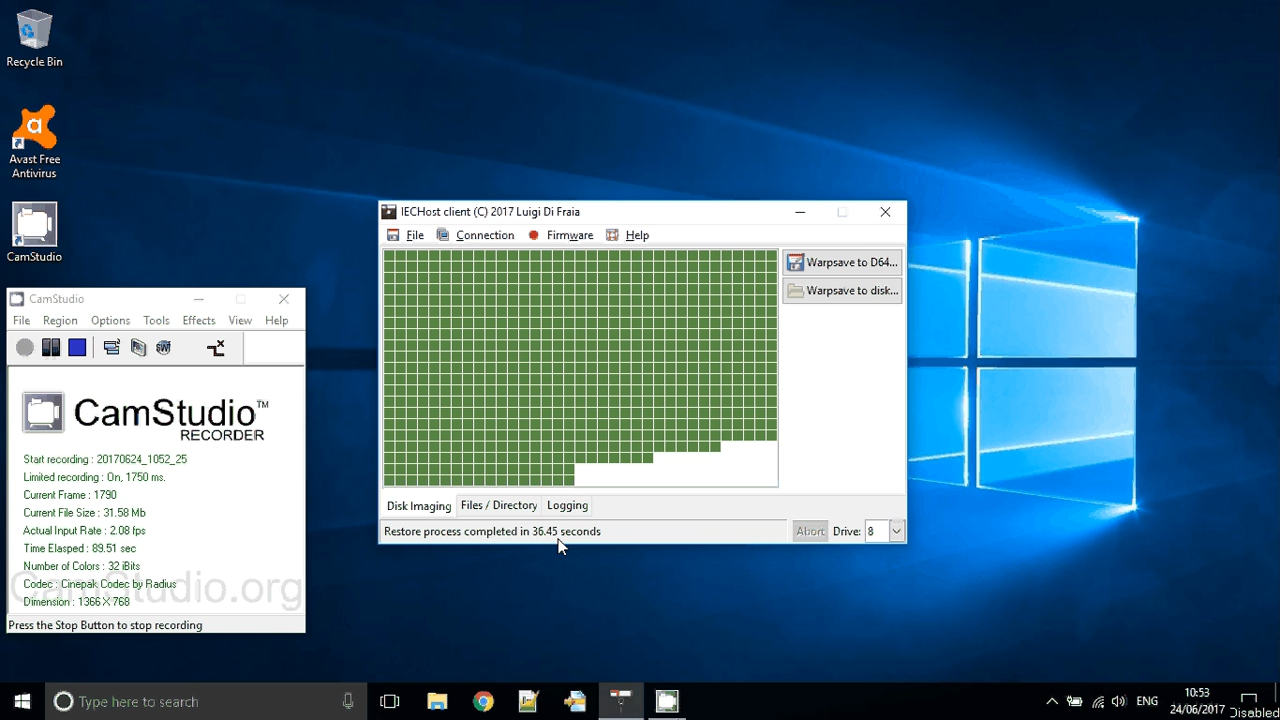 Recycle Bin
Avast Free
Antivirus
CamStudio
CamStudio
File Region Options Tools Effects View Help
CamStudio™
RECORDER
Start recording : 20170624_1052_25
Limited recording : On, 1750 ms.
Current Frame : 1790
Current File Size : 31.58 Mb
Actual Input Rate : 2.08 fps
Time Elasped : 89.51 sec
Number of Colors : 32 iBits
Codec : Cinepak Codec by Radius
Dimension : 1366 X 768
CamStudio.org
Press the Stop Button to stop recording
IECHost client (C) 2017 Luigi Di Fraia
File Connection Firmware Help
Warpsave to D64...
Warpsave to disk...
Disk Imaging Files / Directory Logging
Restore process completed in 36.45 seconds
Abort Drive: 8
Type here to search
ENG
10:53
24/06/2017
Disabled